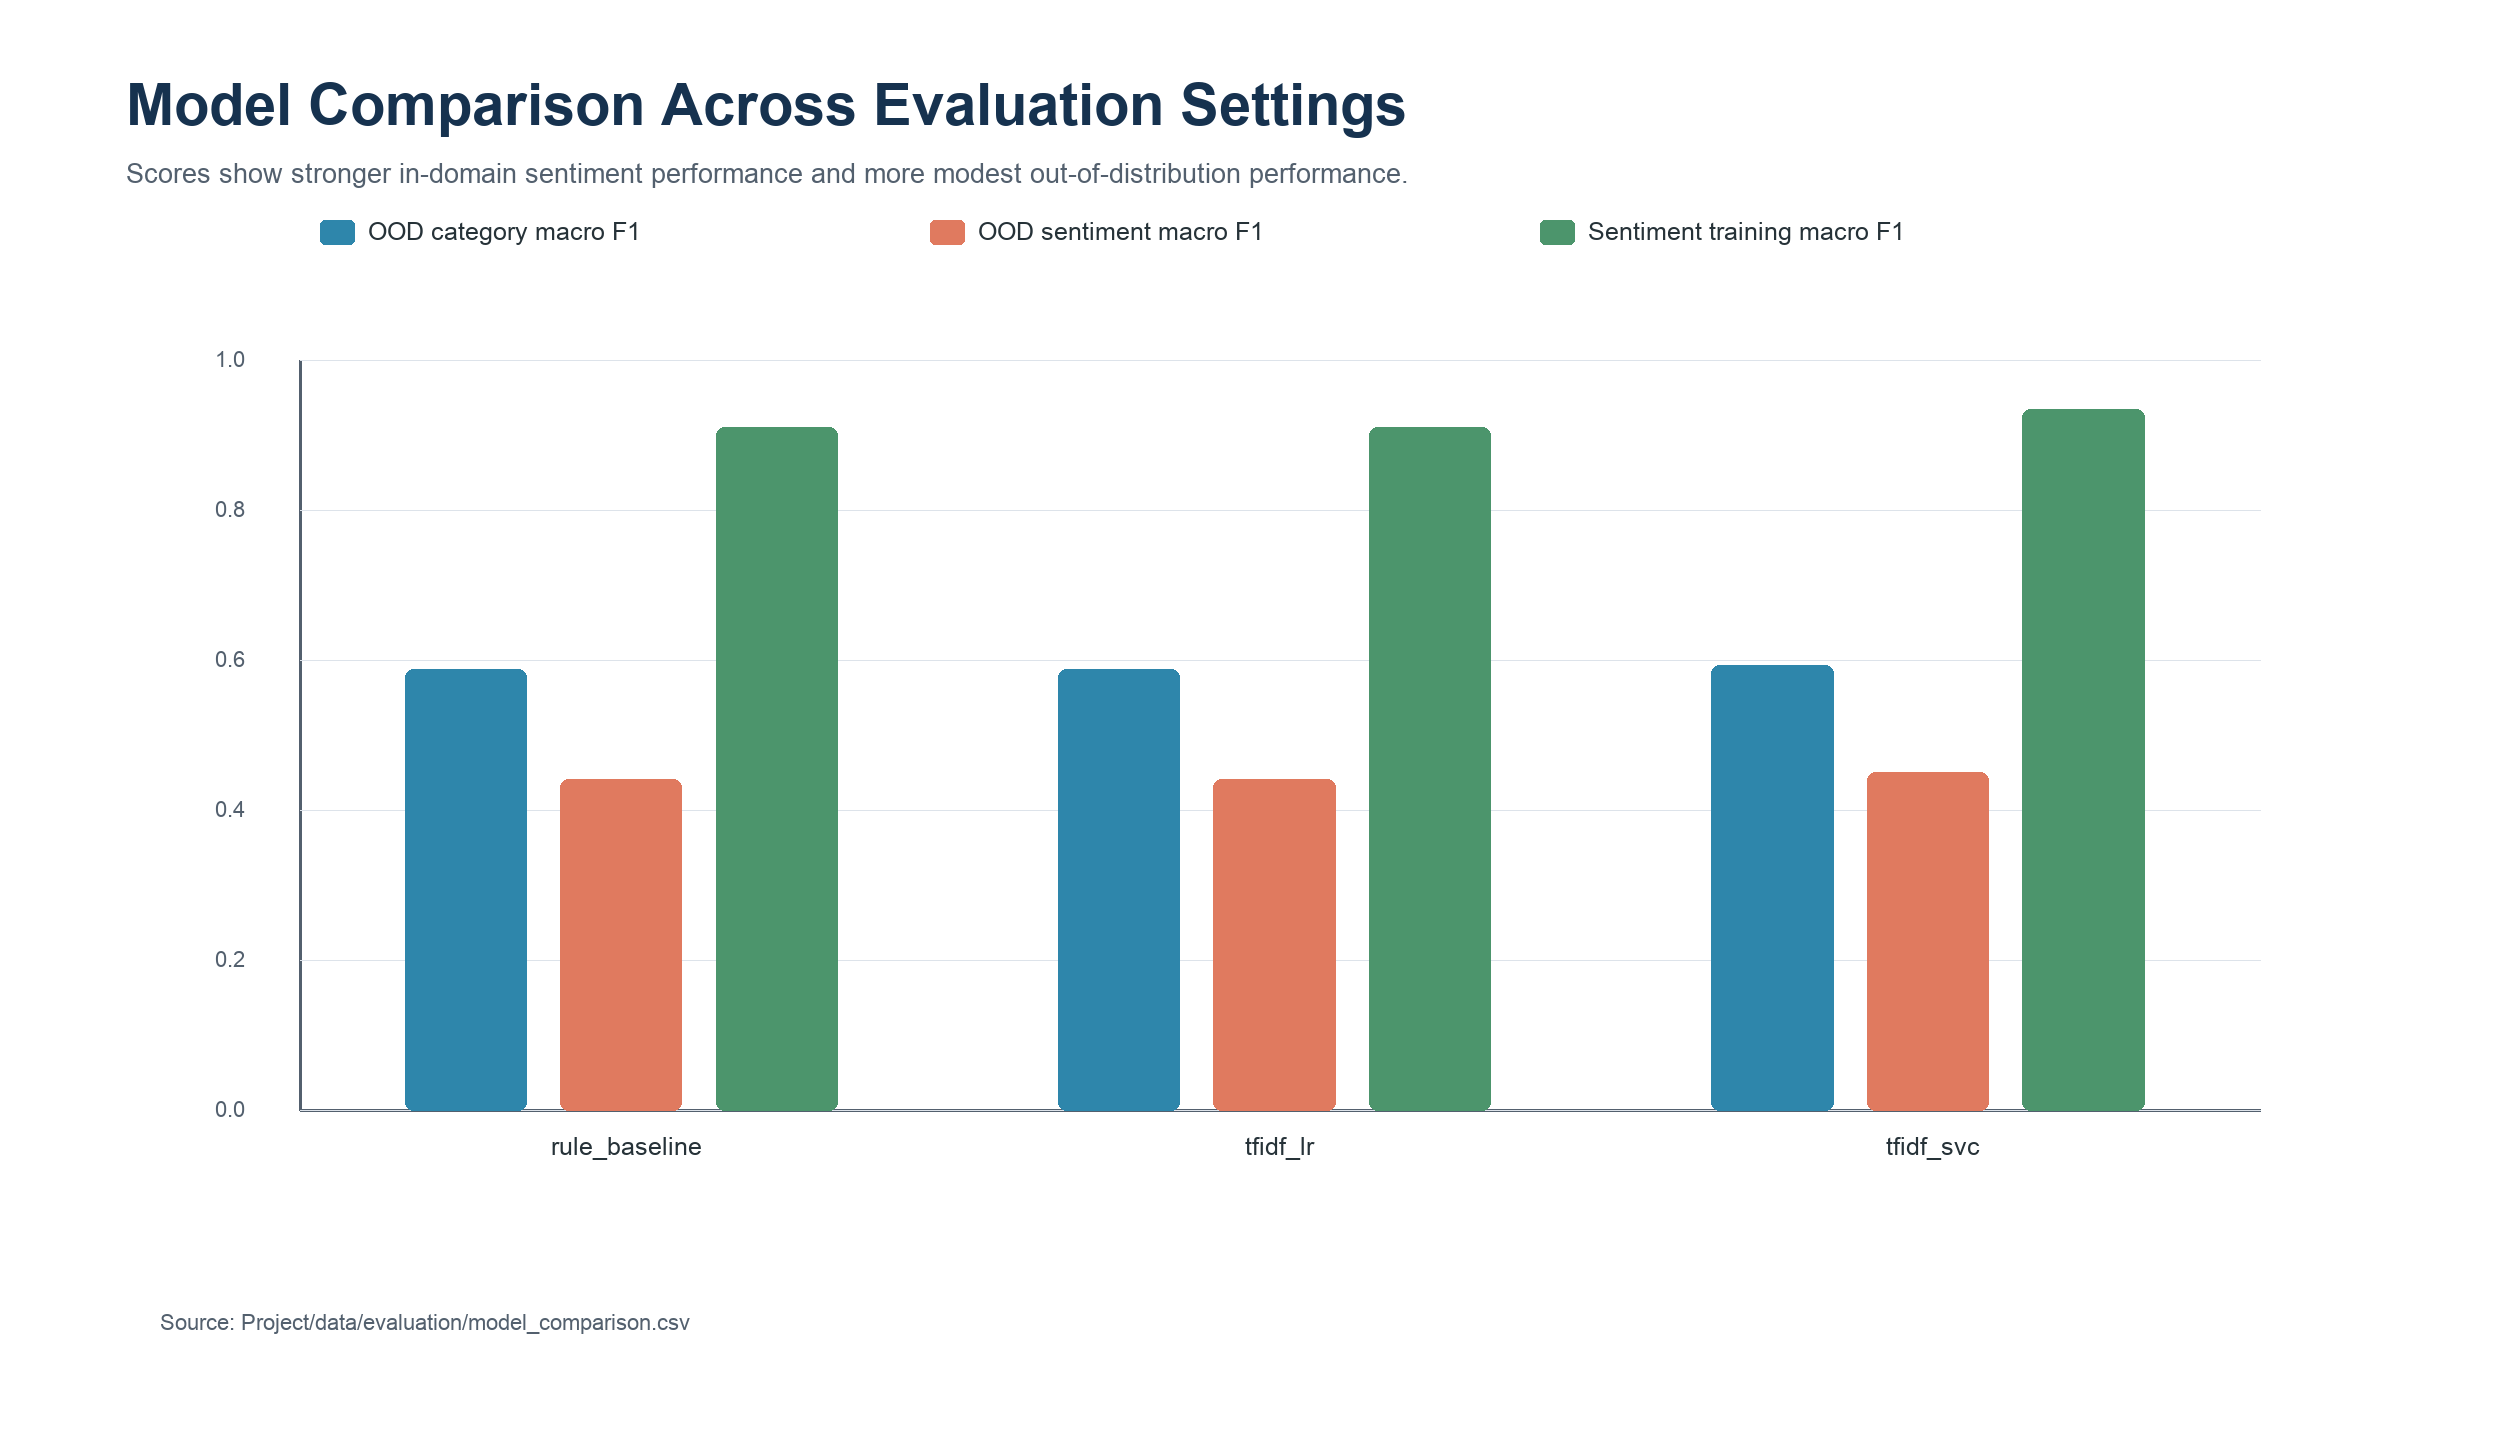 Model Comparison Across Evaluation Settings
Scores show stronger in-domain sentiment performance and more modest out-of-distribution performance.
OOD category macro F1
OOD sentiment macro F1
Sentiment training macro F1
1.0
0.8
0.6
0.4
0.2
0.0
rule_baseline
tfidf_lr
tfidf_svc
Source: Project/data/evaluation/model_comparison.csv